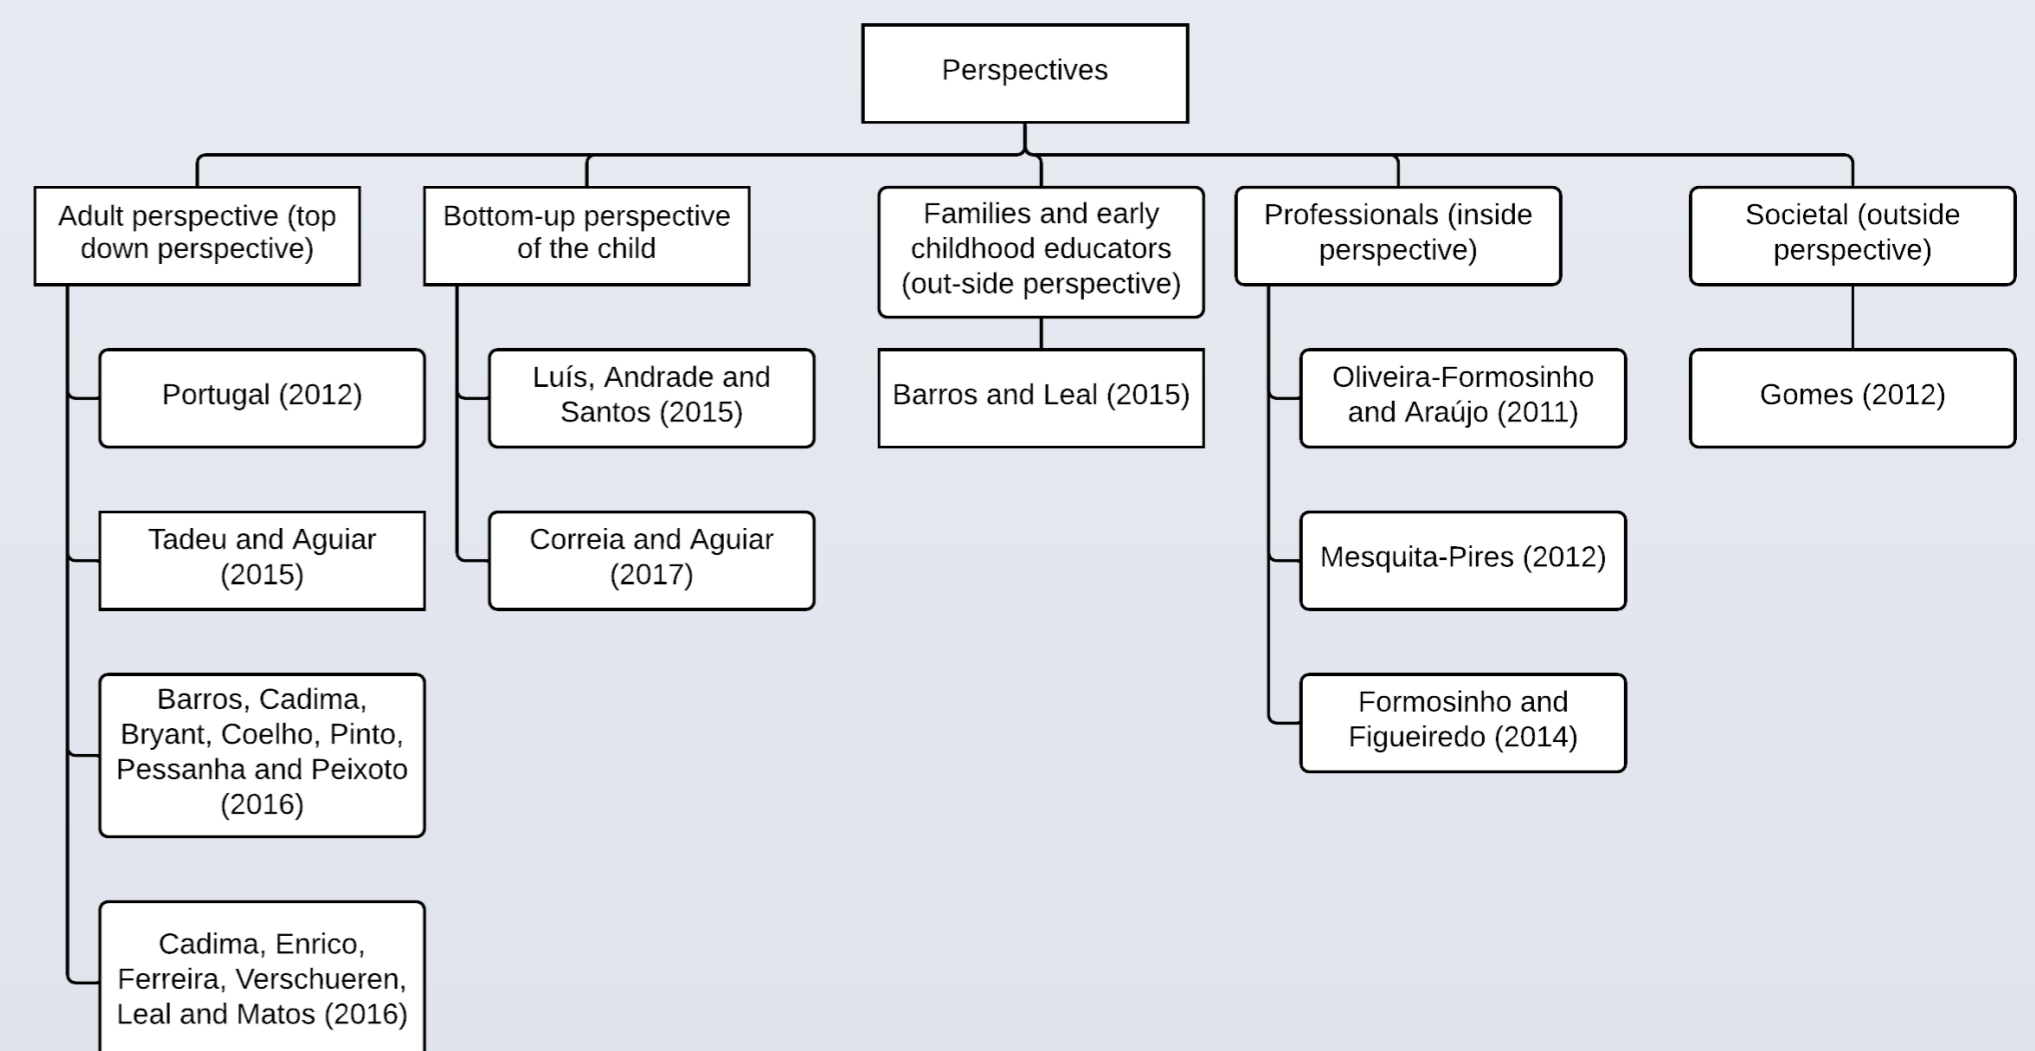 Perspectives
Adult perspective (top
down perspective)
Bottom-up perspective
of the child
Families and early
childhood educators
(out-side perspective)
Professionals (inside
perspective)
Societal (outside
perspective)
Portugal (2012)
Luís, Andrade and
Santos (2015)
Barros and Leal (2015)
Oliveira-Formosinho
and Araújo (2011)
Gomes (2012)
Tadeu and Aguiar
(2015)
Correia and Aguiar
(2017)
Mesquita-Pires (2012)
Barros, Cadima,
Bryant, Coelho, Pinto,
Pessanha and Peixoto
(2016)
Formosinho and
Figueiredo (2014)
Cadima, Enrico,
Ferreira, Verschueren,
Leal and Matos (2016)